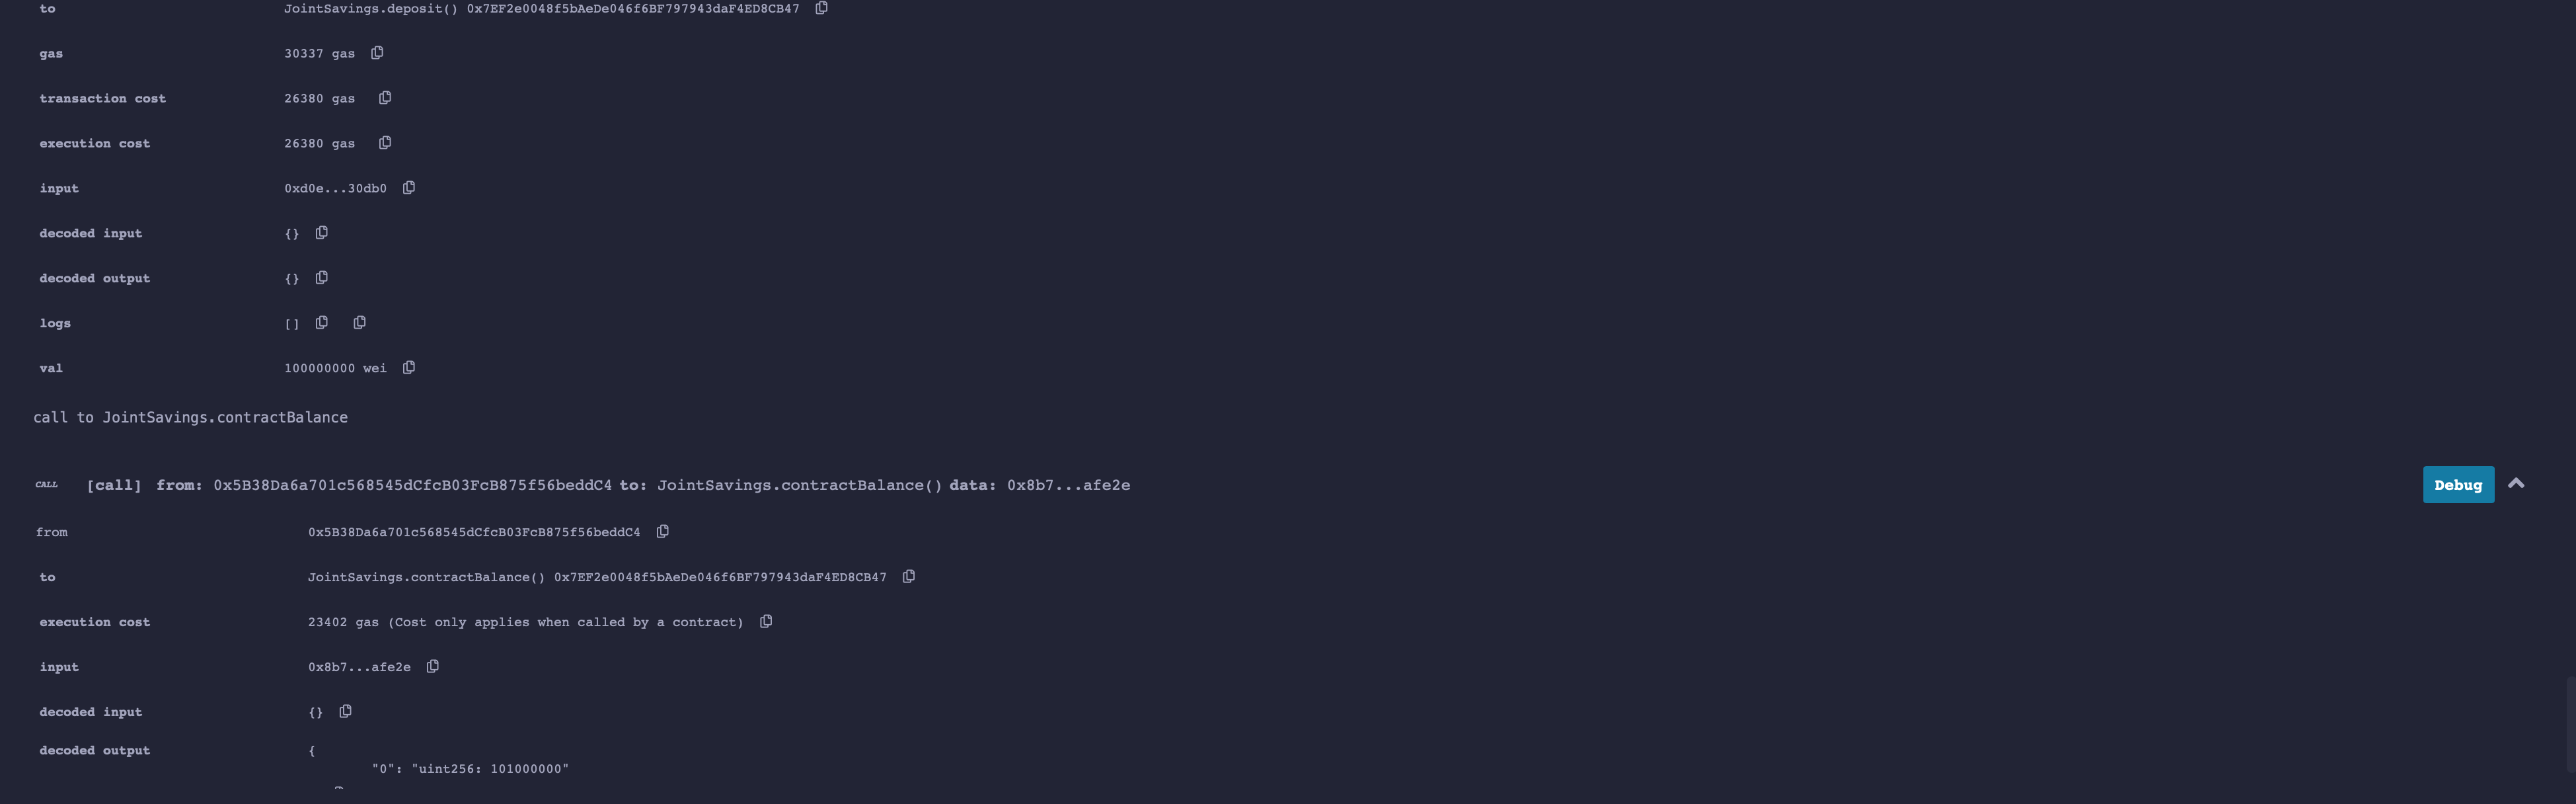 to JointSavings.deposit() 0x7EF2e0048f5bAeDe046f6BF797943daF4ED8CB47
gas 30337 gas
transaction cost 26380 gas
execution cost 26380 gas
input 0xd0e...30db0
decoded input {}
decoded output {}
logs []
val 100000000 wei
call to JointSavings.contractBalance
CALL [call] from: 0x5B38Da6a701c568545dCfcB03FcB875f56beddC4 to: JointSavings.contractBalance() data: 0x8b7...afe2e Debug
from 0x5B38Da6a701c568545dCfcB03FcB875f56beddC4
to JointSavings.contractBalance() 0x7EF2e0048f5bAeDe046f6BF797943daF4ED8CB47
execution cost 23402 gas (Cost only applies when called by a contract)
input 0x8b7...afe2e
decoded input {}
decoded output {
"0": "uint256: 101000000"